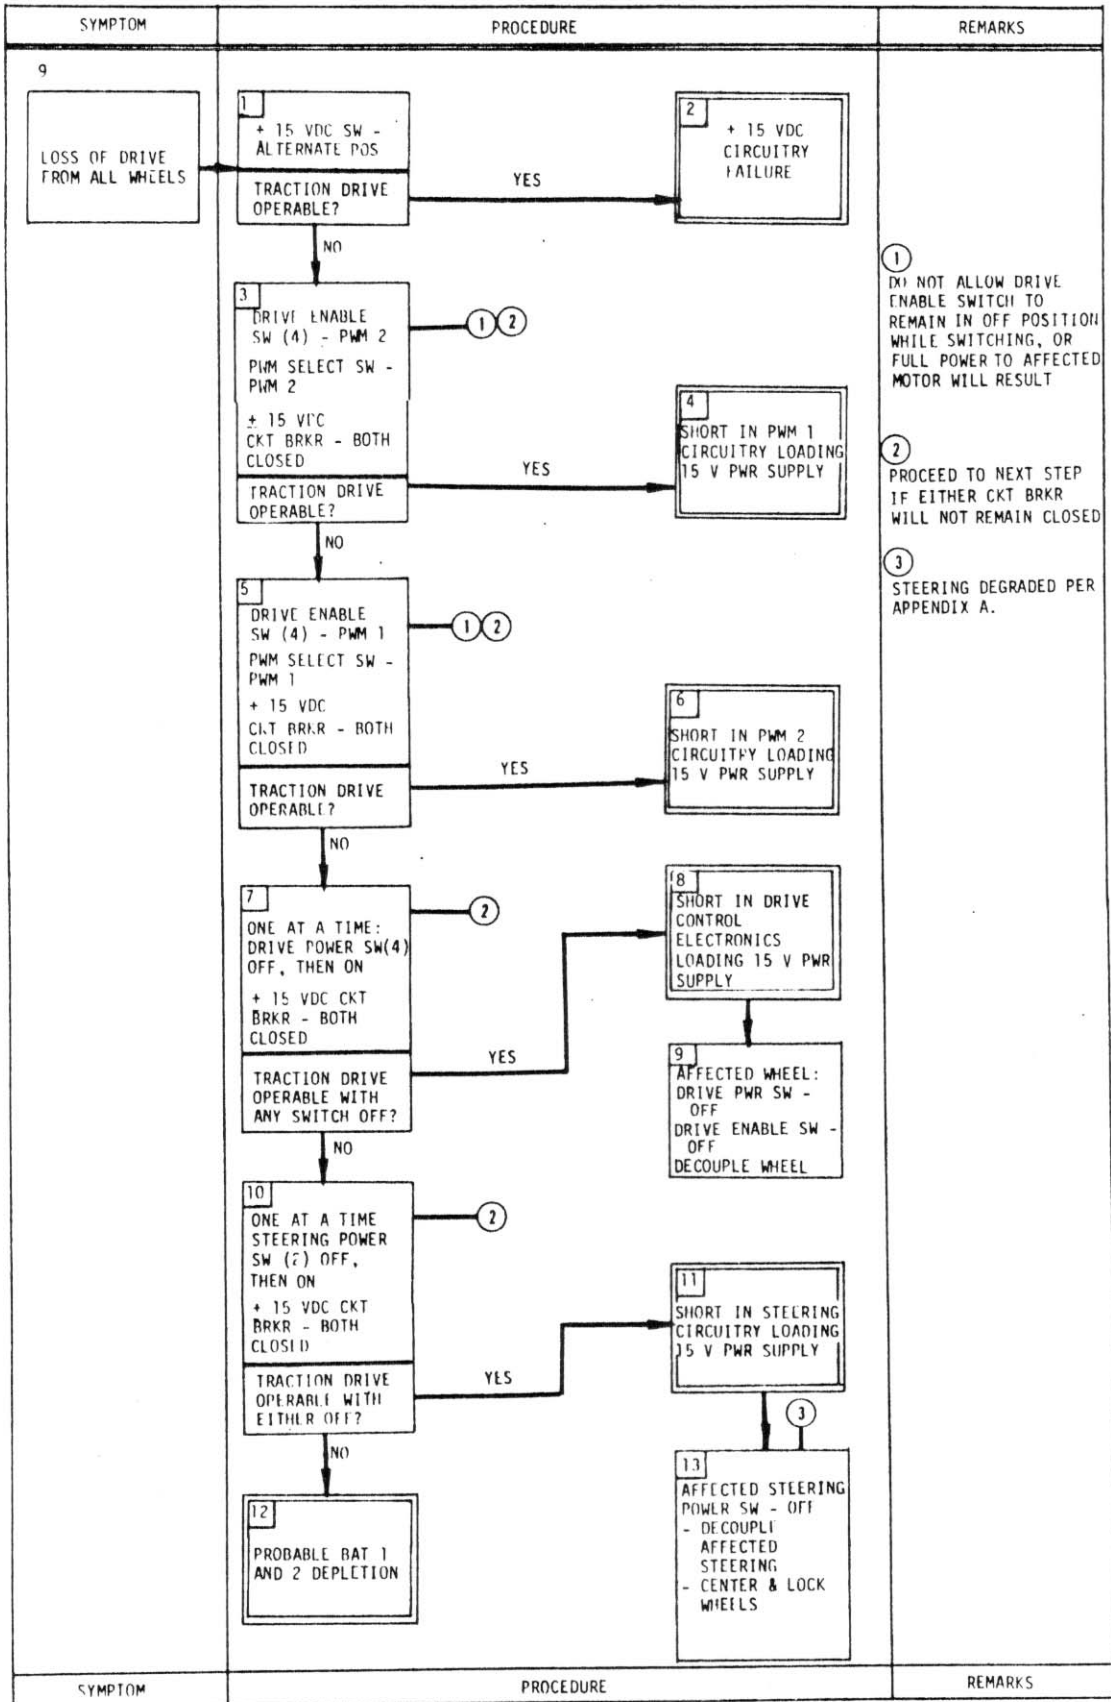 SYMPTOM
PROCEDURE
REMARKS
9
LOSS OF DRIVE
FROM ALL WHEELS
1
+ 15 VDC SW -
ALTERNATE POS
TRACTION DRIVE
OPERABLE?
YES
NO
2
+ 15 VDC
CIRCUITRY
FAILURE
3
DRIVE ENABLE
SW (4) - PWM 2
PWM SELECT SW -
PWM 2
± 15 VDC
CKT BRKR - BOTH
CLOSED
TRACTION DRIVE
OPERABLE?
1 2
YES
NO
4
SHORT IN PWM 1
CIRCUITRY LOADING
15 V PWR SUPPLY
5
DRIVE ENABLE
SW (4) - PWM 1
PWM SELECT SW -
PWM 1
+ 15 VDC
CKT BRKR - BOTH
CLOSED
TRACTION DRIVE
OPERABLE?
1 2
YES
NO
6
SHORT IN PWM 2
CIRCUITRY LOADING
15 V PWR SUPPLY
7
ONE AT A TIME:
DRIVE POWER SW(4)
OFF, THEN ON
+ 15 VDC CKT
BRKR - BOTH
CLOSED
TRACTION DRIVE
OPERABLE WITH
ANY SWITCH OFF?
2
YES
NO
8
SHORT IN DRIVE
CONTROL
ELECTRONICS
LOADING 15 V PWR
SUPPLY
9
AFFECTED WHEEL:
DRIVE PWR SW -
OFF
DRIVE ENABLE SW -
OFF
DECOUPLE WHEEL
10
ONE AT A TIME
STEERING POWER
SW (2) OFF,
THEN ON
+ 15 VDC CKT
BRKR - BOTH
CLOSED
TRACTION DRIVE
OPERABLE WITH
EITHER OFF?
2
YES
NO
11
SHORT IN STEERING
CIRCUITRY LOADING
15 V PWR SUPPLY
3
12
PROBABLE BAT 1
AND 2 DEPLETION
13
AFFECTED STEERING
POWER SW - OFF
- DECOUPLE
AFFECTED
STEERING
- CENTER & LOCK
WHEELS
1
DO NOT ALLOW DRIVE
ENABLE SWITCH TO
REMAIN IN OFF POSITION
WHILE SWITCHING, OR
FULL POWER TO AFFECTED
MOTOR WILL RESULT
2
PROCEED TO NEXT STEP
IF EITHER CKT BRKR
WILL NOT REMAIN CLOSED
3
STEERING DEGRADED PER
APPENDIX A.
SYMPTOM
PROCEDURE
REMARKS